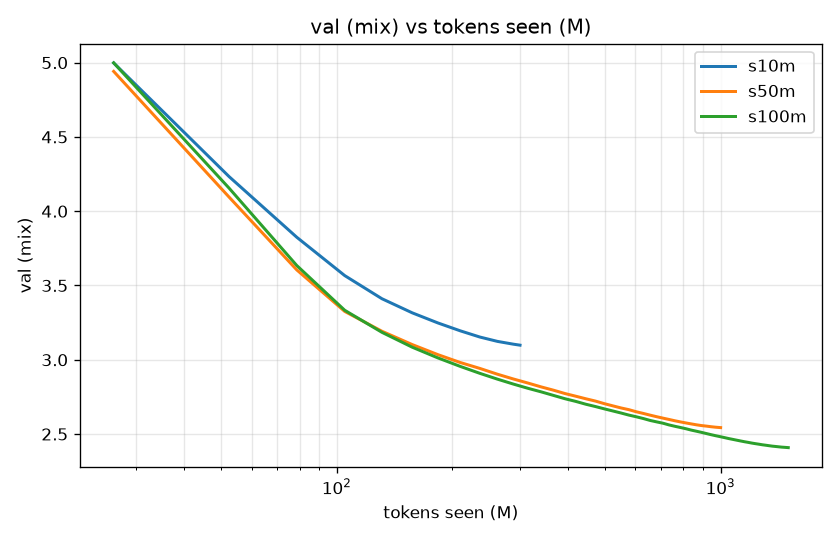 val (mix) vs tokens seen (M)
s10m
s50m
s100m
5.0
4.5
4.0
3.5
3.0
2.5
val (mix)
10²
10³
tokens seen (M)